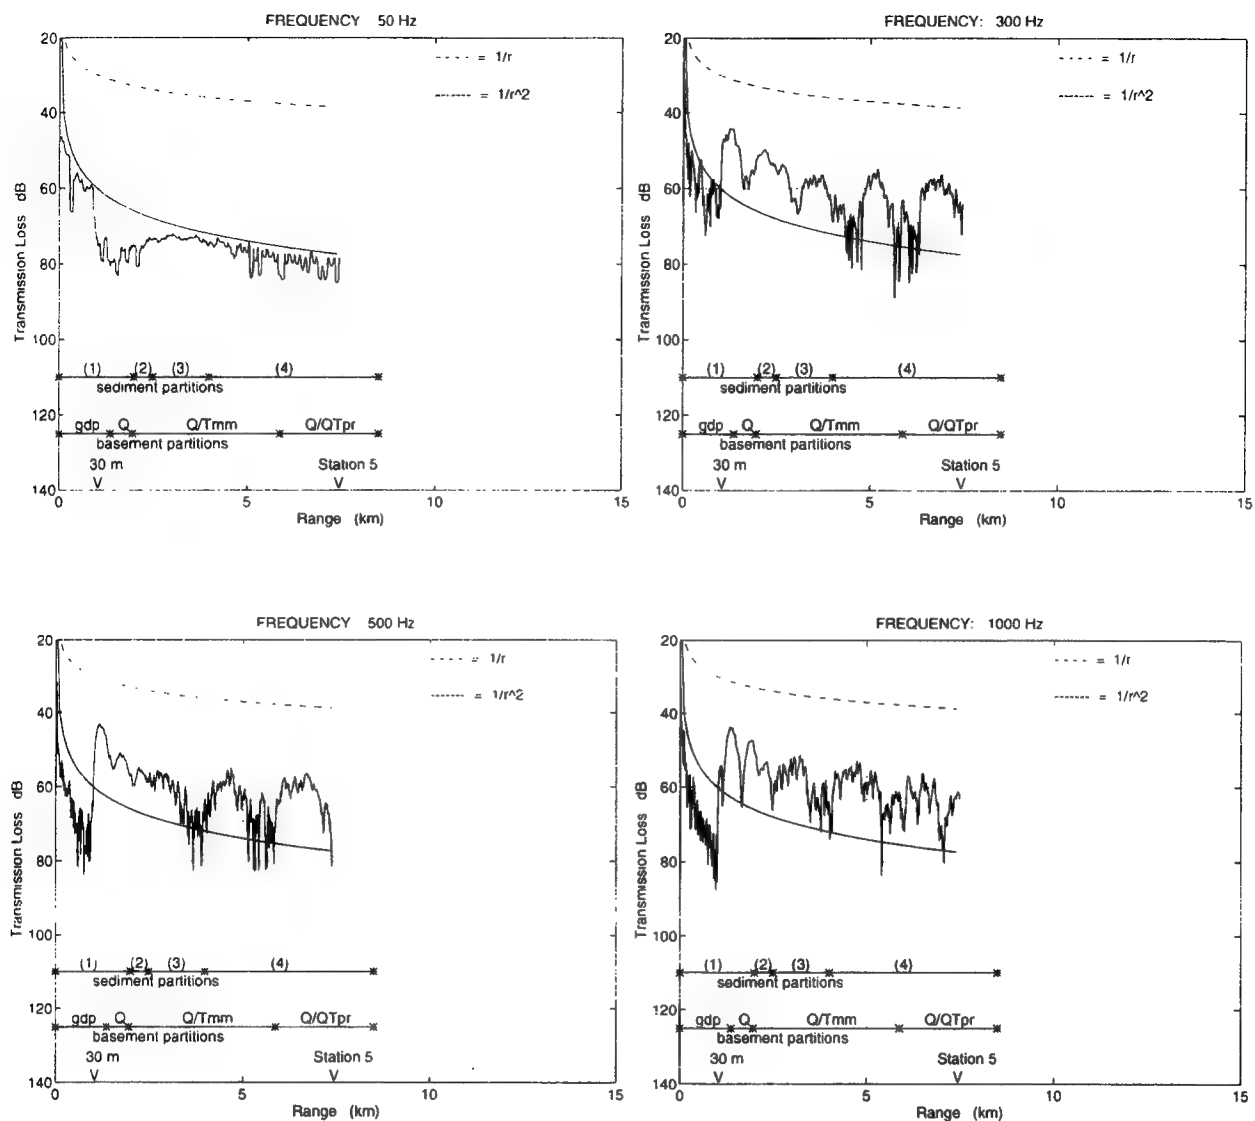 FREQUENCY 50 Hz
20
40
60
80
100
120
140
Transmission Loss dB
= 1/r
= 1/r^2
(1) (2) (3) (4)
sediment partitions
gdp Q Q/Tmm Q/QTpr
basement partitions
30 m Station 5
0 5 10 15
Range (km)
FREQUENCY: 300 Hz
20
40
60
80
100
120
140
Transmission Loss dB
= 1/r
= 1/r^2
(1) (2) (3) (4)
sediment partitions
gdp Q Q/Tmm Q/QTpr
basement partitions
30 m Station 5
0 5 10 15
Range (km)
FREQUENCY 500 Hz
20
40
60
80
100
120
140
Transmission Loss dB
= 1/r
= 1/r^2
(1) (2) (3) (4)
sediment partitions
gdp Q Q/Tmm Q/QTpr
basement partitions
30 m Station 5
0 5 10 15
Range (km)
FREQUENCY: 1000 Hz
20
40
60
80
100
120
140
Transmission Loss dB
= 1/r
= 1/r^2
(1) (2) (3) (4)
sediment partitions
gdp Q Q/Tmm Q/QTpr
basement partitions
30 m Station 5
0 5 10 15
Range (km)